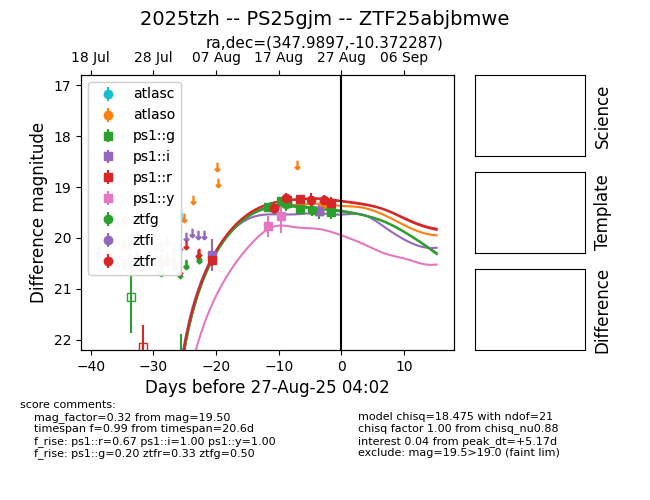 2025tzh -- PS25gjm -- ZTF25abjbmwe
ra,dec=(347.9897,-10.372287)
18 Jul 28 Jul 07 Aug 17 Aug 27 Aug 06 Sep
17
18
19
20
21
22
Difference magnitude
atlasc
atlaso
ps1::g
ps1::i
ps1::r
ps1::y
ztfg
ztfi
ztfr
−40 −30 −20 −10 0 10
Days before 27-Aug-25 04:02
Science
Template
Difference
score comments:
mag_factor=0.32 from mag=19.50
timespan f=0.99 from timespan=20.6d
f_rise: ps1::r=0.67 ps1::i=1.00 ps1::y=1.00
f_rise: ps1::g=0.20 ztfr=0.33 ztfg=0.50
model chisq=18.475 with ndof=21
chisq factor 1.00 from chisq_nu0.88
interest 0.04 from peak_dt=+5.17d
exclude: mag=19.5>19.0 (faint lim)